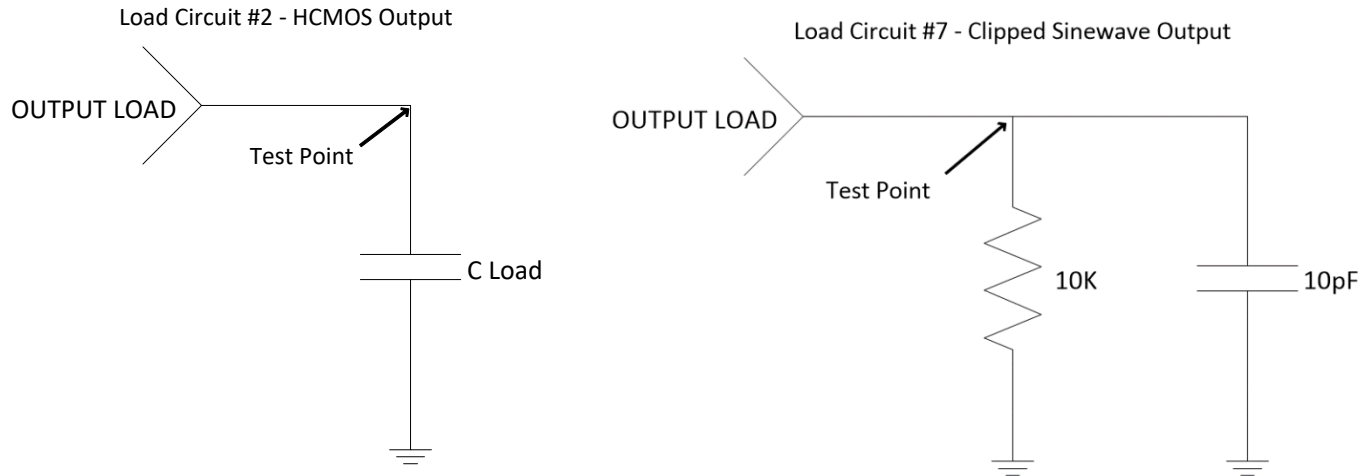 Load Circuit #2 - HCMOS Output
OUTPUT LOAD
Test Point
C Load
Load Circuit #7 - Clipped Sinewave Output
OUTPUT LOAD
Test Point
10K
10pF